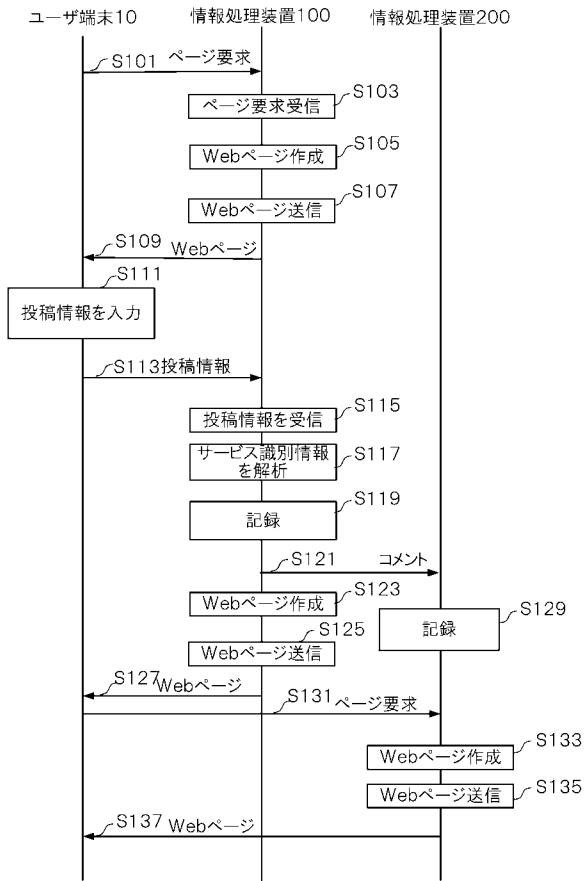 ユーザ端末10
情報処理装置100
情報処理装置200
S101
ページ要求
S103
ページ要求受信
S105
Webページ作成
S107
Webページ送信
S109
Webページ
S111
投稿情報を入力
S113
投稿情報
S115
投稿情報を受信
S117
サービス識別情報
を解析
S119
記録
S121
コメント
S123
Webページ作成
S129
記録
S125
Webページ送信
S127
Webページ
S131
ページ要求
S133
Webページ作成
S135
Webページ送信
S137
Webページ